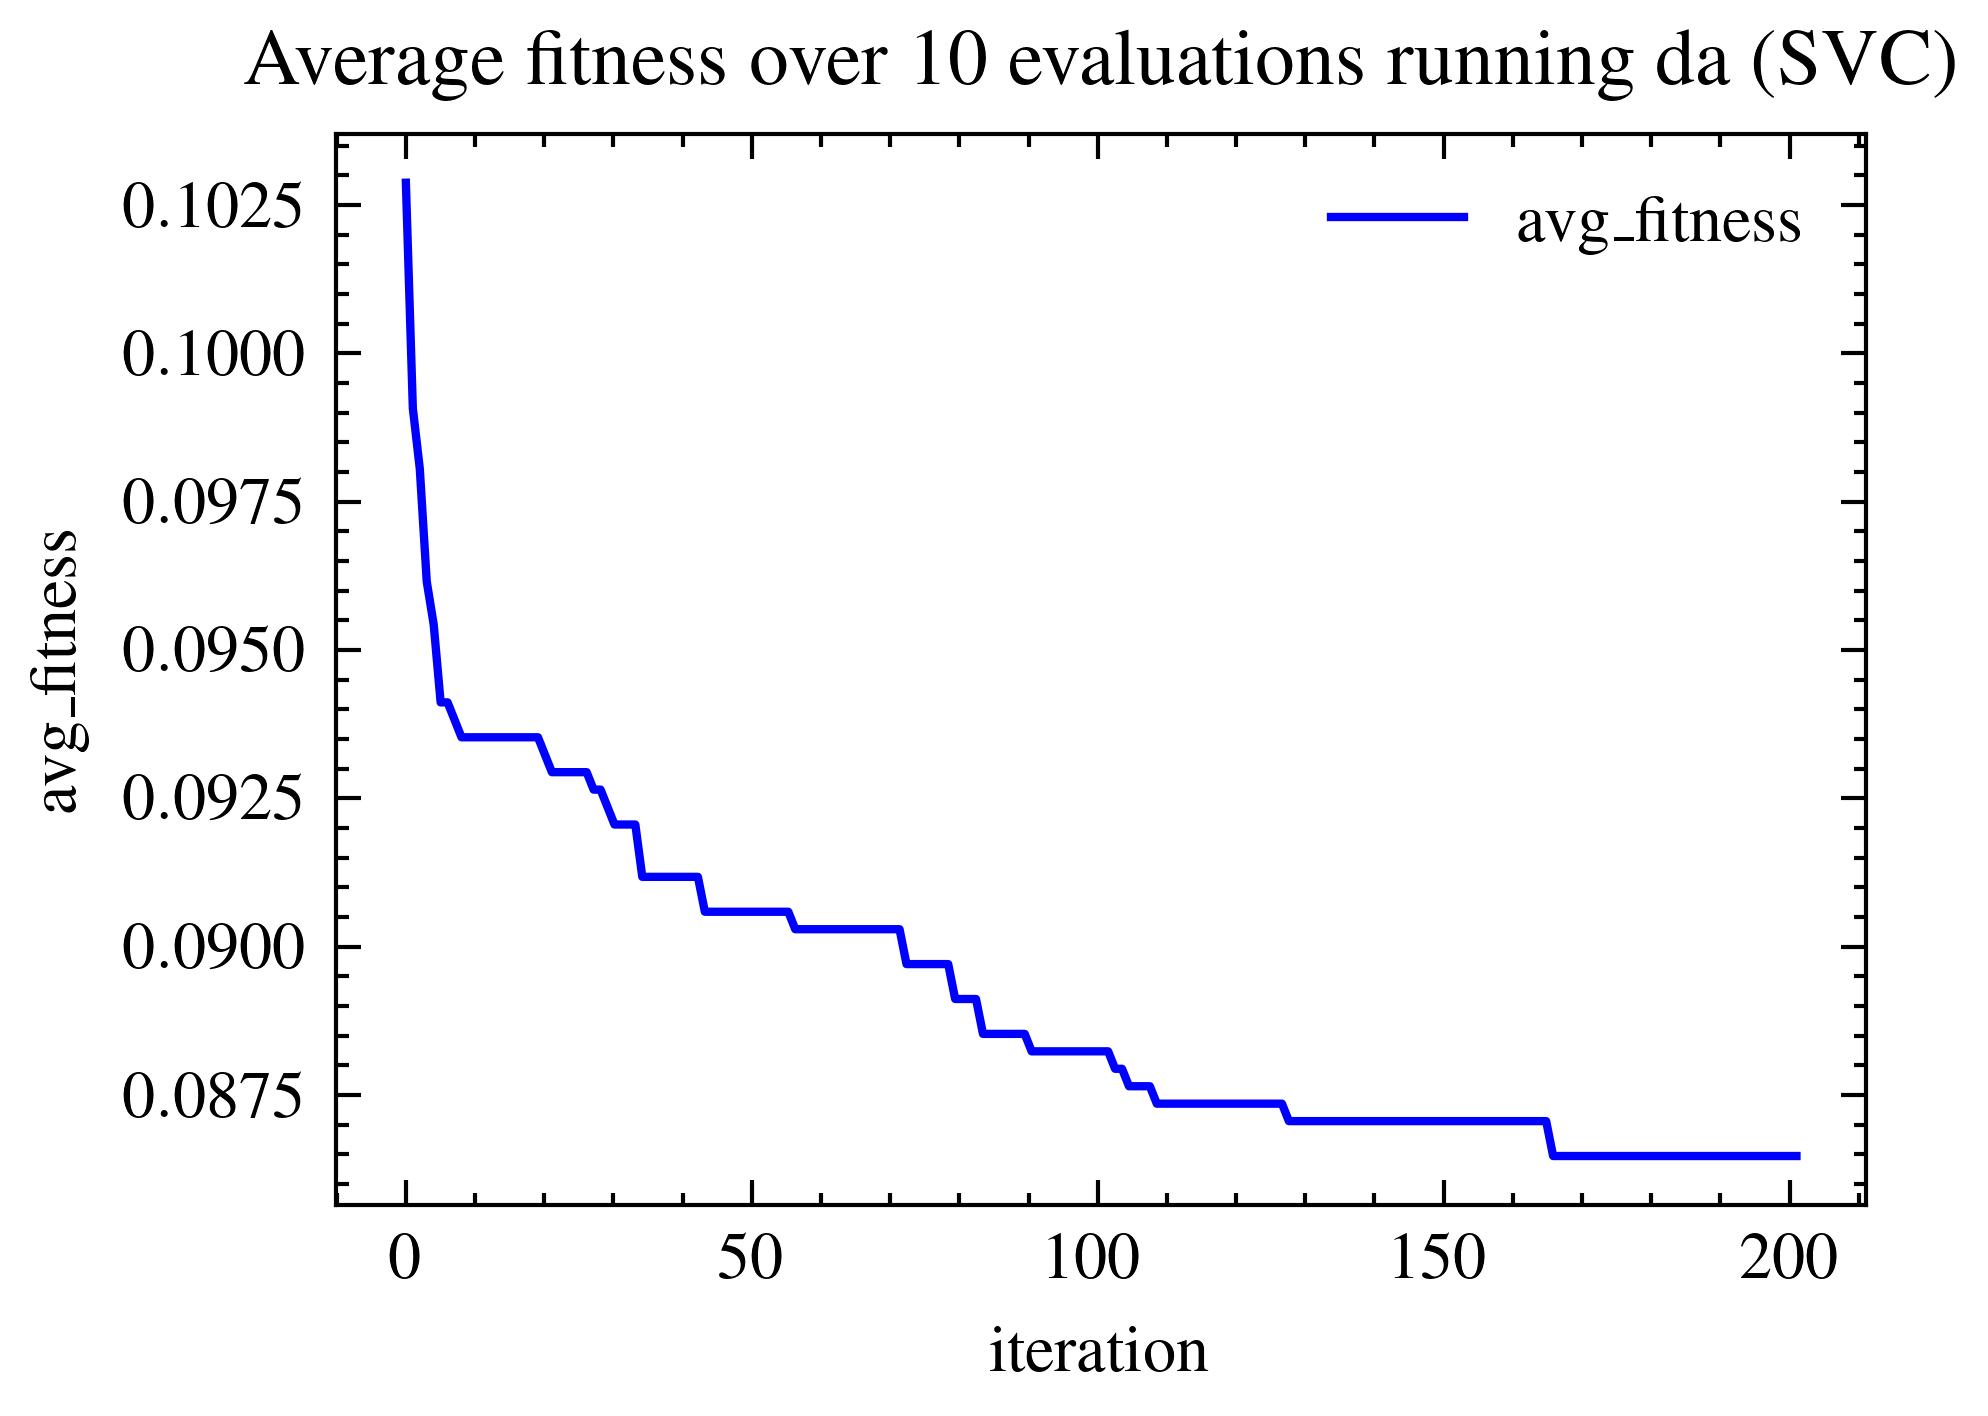 Average fitness over 10 evaluations running da (SVC)
avg_fitness
0.1025
0.1000
0.0975
0.0950
0.0925
0.0900
0.0875
avg_fitness
0 50 100 150 200
iteration